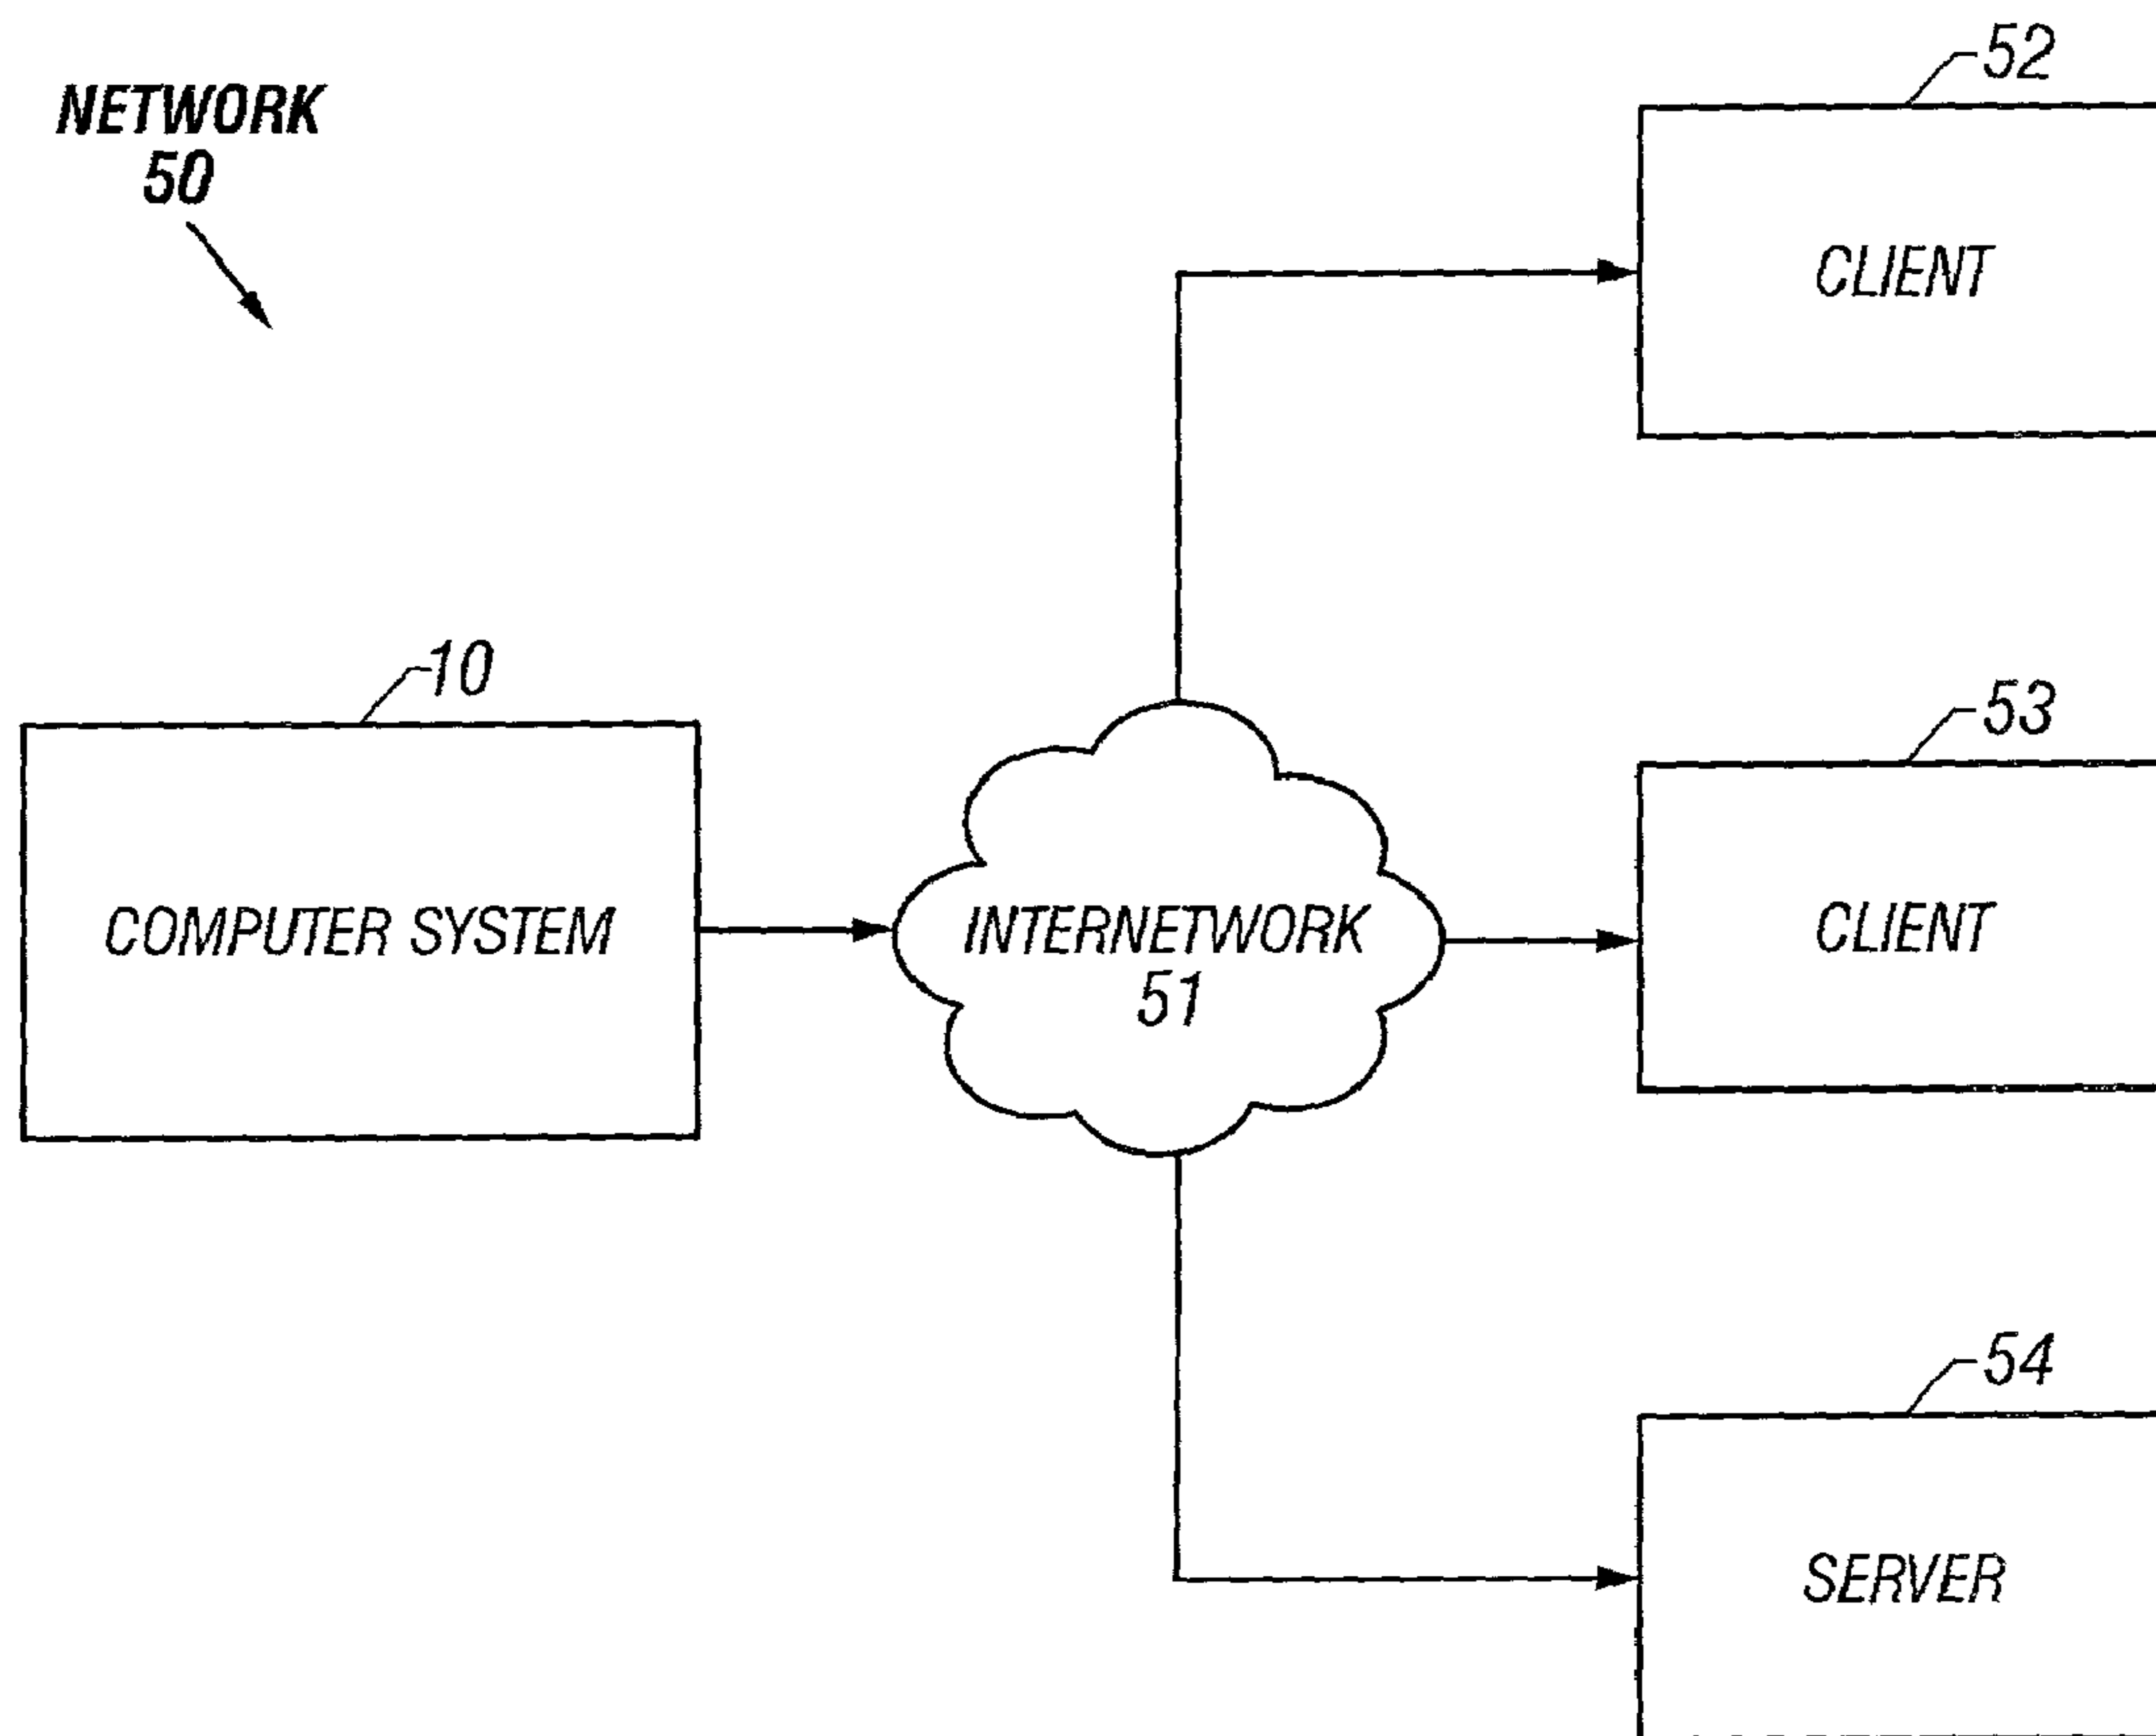 NETWORK
50
52
CLIENT
10
COMPUTER SYSTEM
INTERNETWORK
51
53
CLIENT
54
SERVER